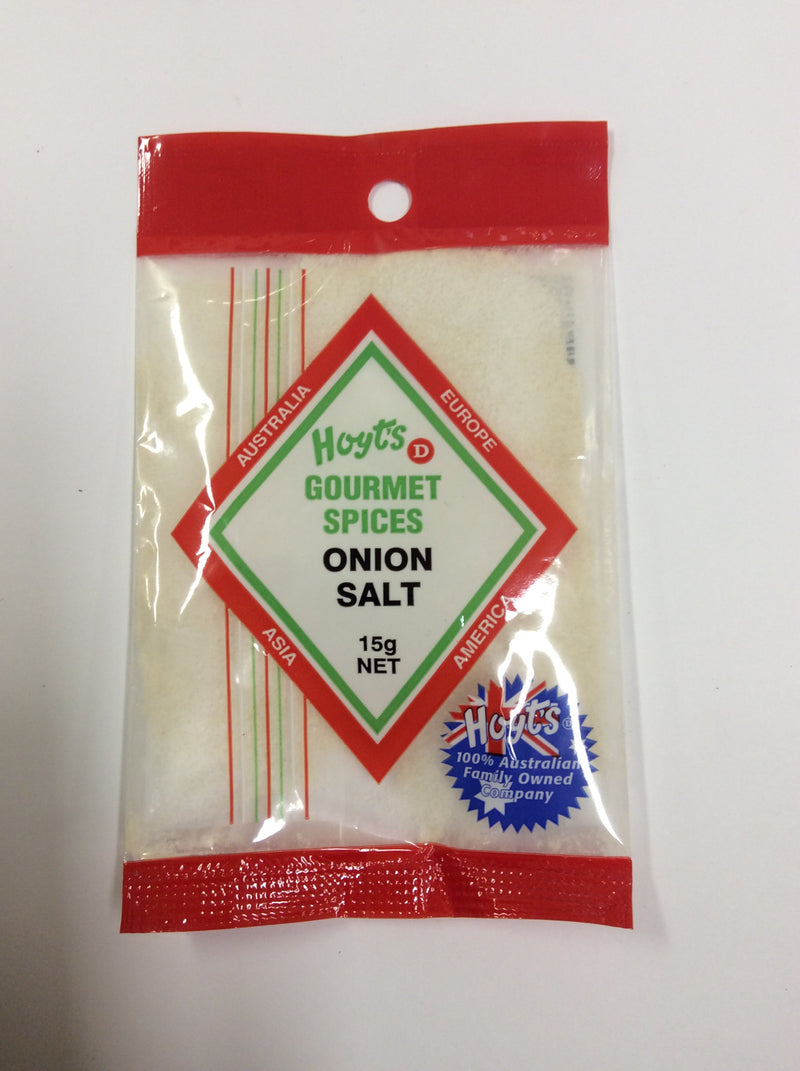 AUSTRALIA
EUROPE
Hoyt's D
GOURMET
SPICES
ONION
SALT
15g
NET
ASIA
AMERICA
Hoyt's D
100% Australian
Family Owned
Company